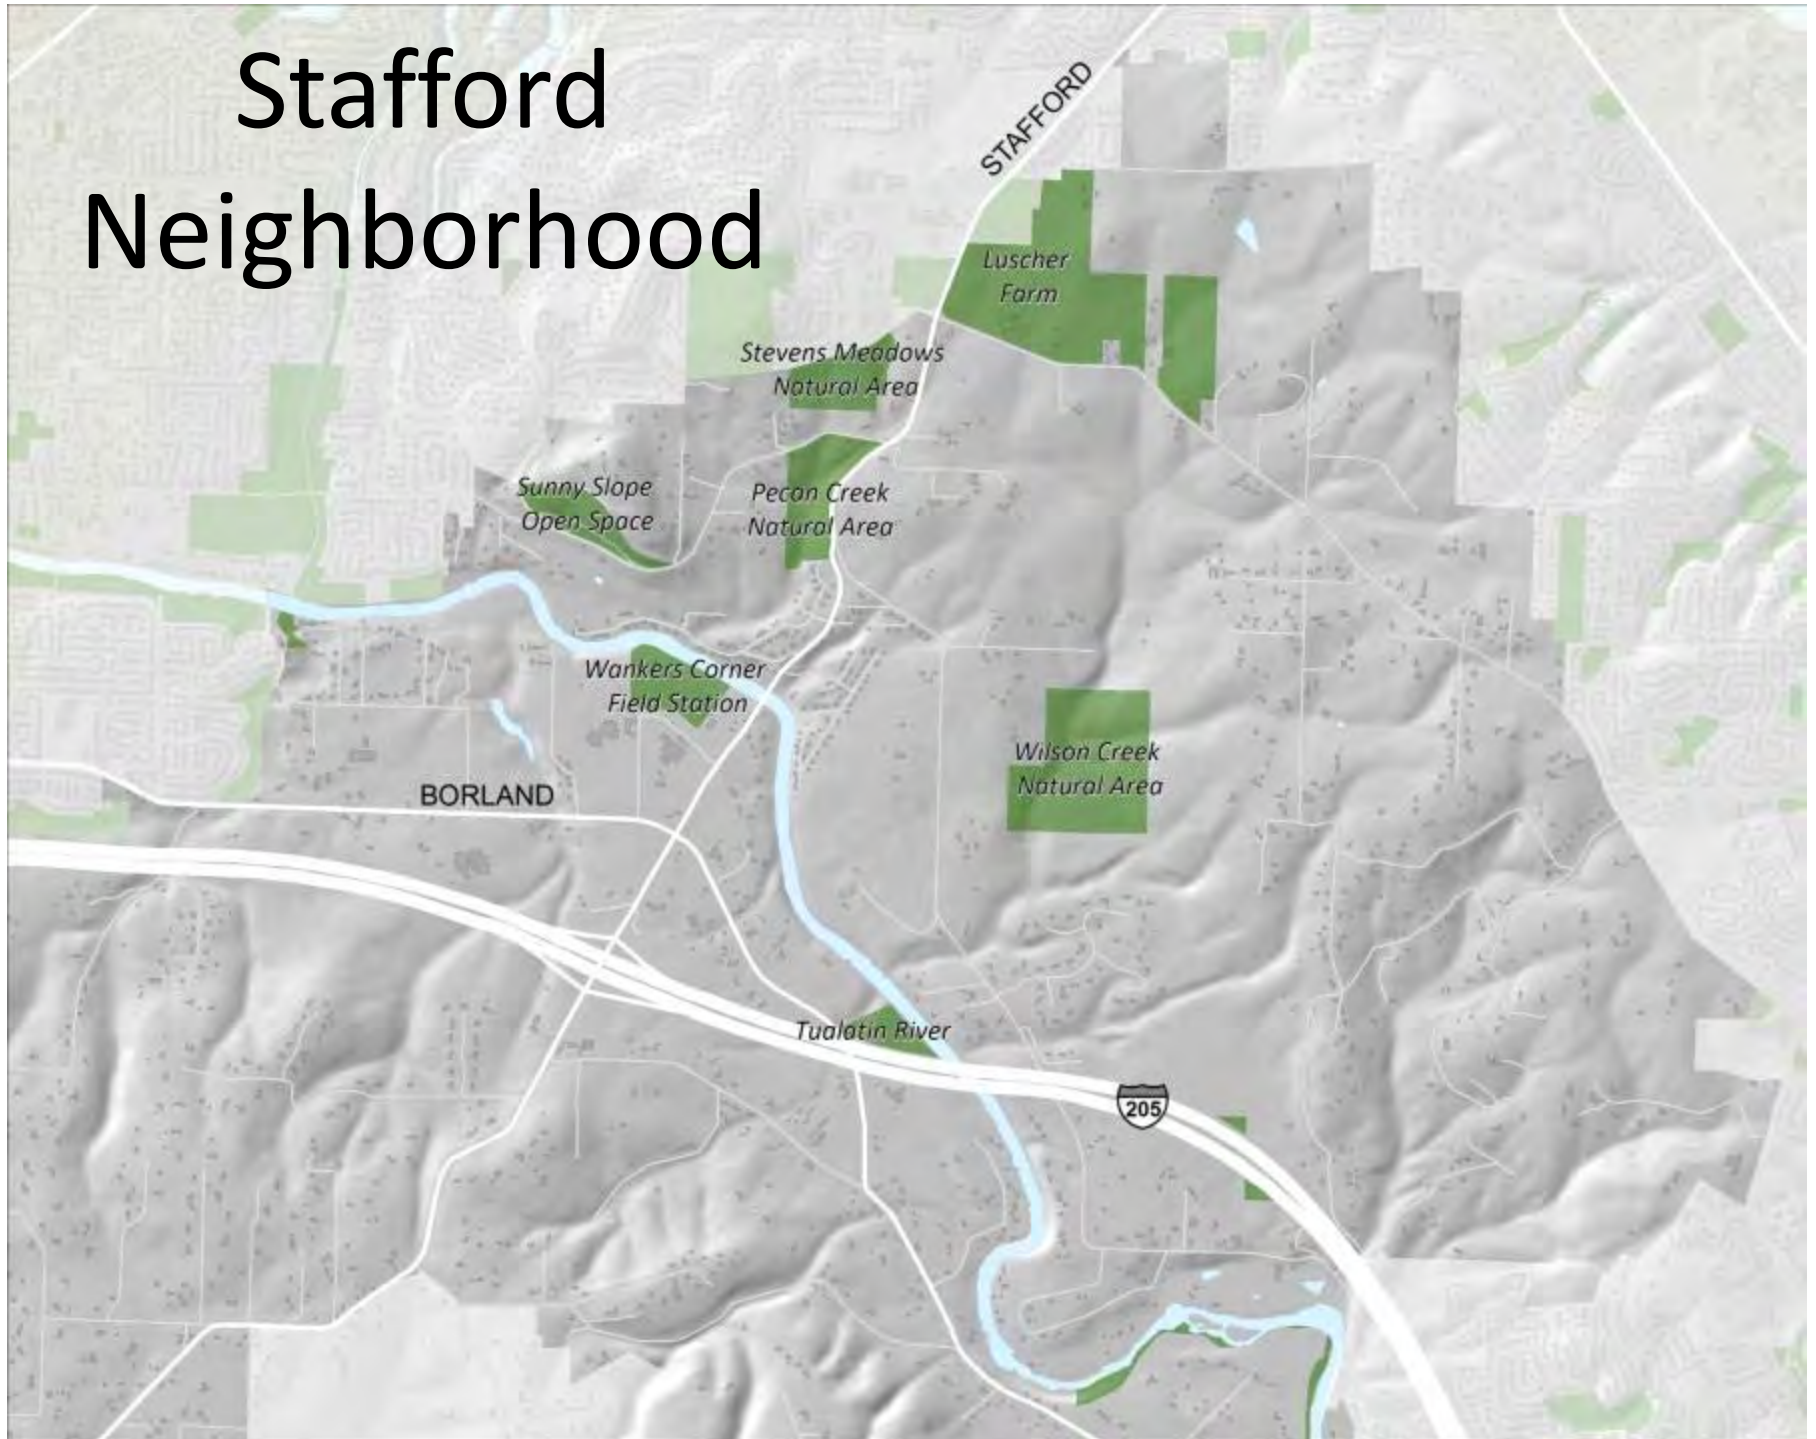 Stafford
Neighborhood
STAFFORD
Luscher
Farm
Stevens Meadows
Natural Area
Sunny Slope
Open Space
Pecan Creek
Natural Area
Wankers Corner
Field Station
Wilson Creek
Natural Area
BORLAND
Tualatin River
205